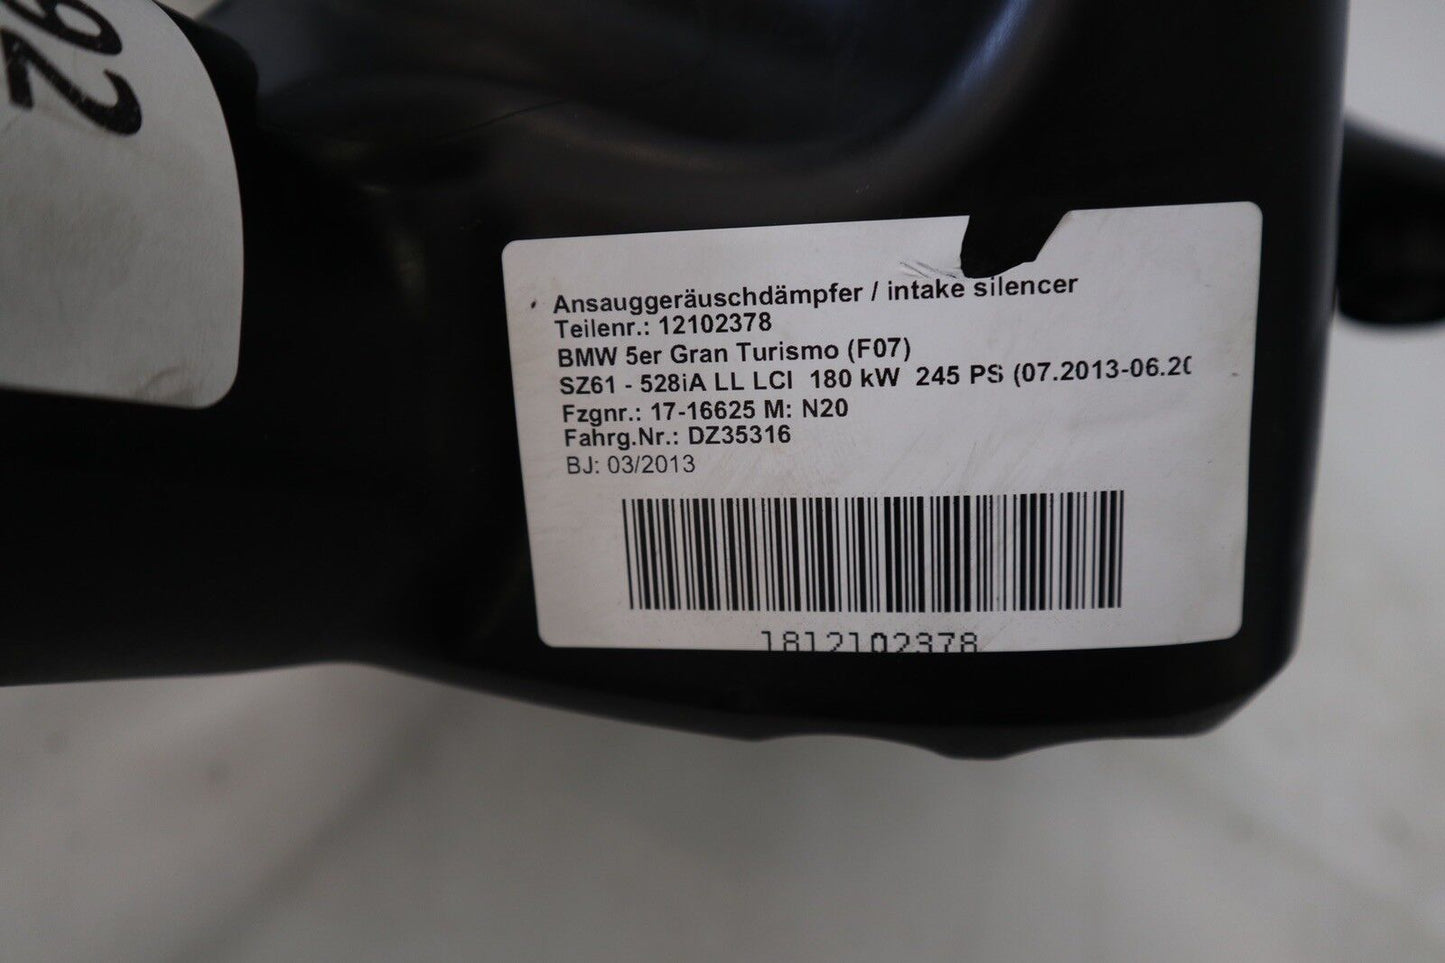 92
Ansauggeräuschdämpfer / intake silencer
Teilenr.: 12102378
BMW 5er Gran Turismo (F07)
SZ61 - 528iA LL LCI 180 kW 245 PS (07.2013-06.20
Fzgnr.: 17-16625 M: N20
Fahrg.Nr.: DZ35316
BJ: 03/2013
1812102378